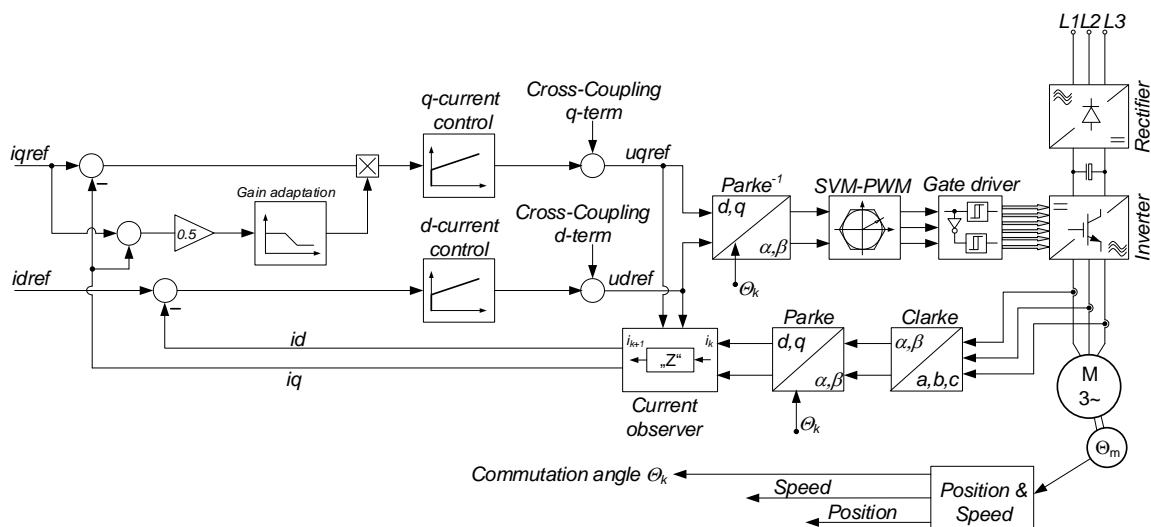 L1 L2 L3
Rectifier
Cross-Coupling
q-term
q-current
control
iqref
uqref
Parke-1
SVM-PWM
Gate driver
Gain adaptation
d,q
Inverter
0.5
Cross-Coupling
d-term
d-current
control
α,β
idref
udref
Θk
Parke
Clarke
id
ik+1
ik
d,q
α,β
„Z“
iq
α,β
a,b,c
M
3~
Current
observer
Θk
Θm
Commutation angle Θk
Speed
Position
Position &
Speed